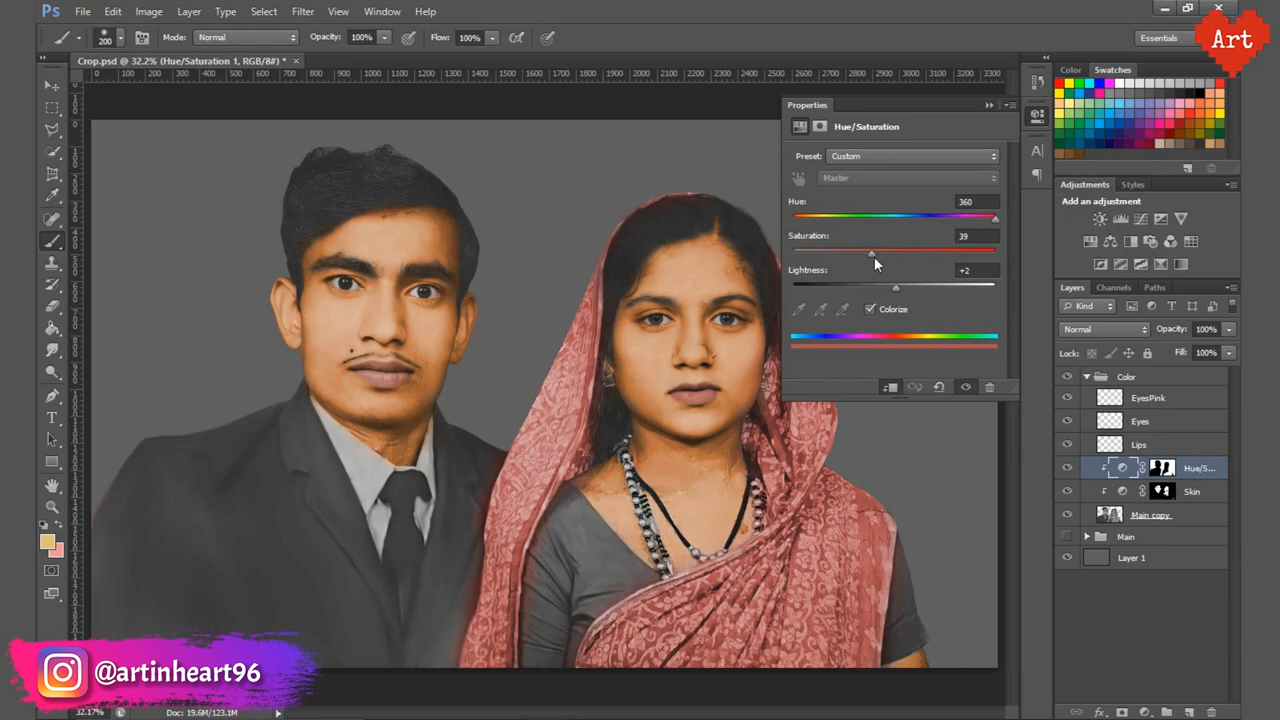 Ps File Edit Image Layer Type Select Filter View Window Help
200 Mode: Normal Opacity: 100% Flow: 100% Essentials
Art
Crop.psd @ 32.2% (Hue/Saturation 1, RGB/8#) * ×
Color Swatches
Properties
Hue/Saturation
Preset: Custom
Master
Hue: 360
Saturation: 39
Lightness: +2
Colorize
Adjustments Styles
Add an adjustment
Layers Channels Paths
Kind
Normal Opacity: 100%
Lock: Fill: 100%
Color
EyesPink
Eyes
Lips
Hue/S...
Skin
Main copy
Main
Layer 1
@artinheart96
32.17% Doc: 19.6M/123.1M